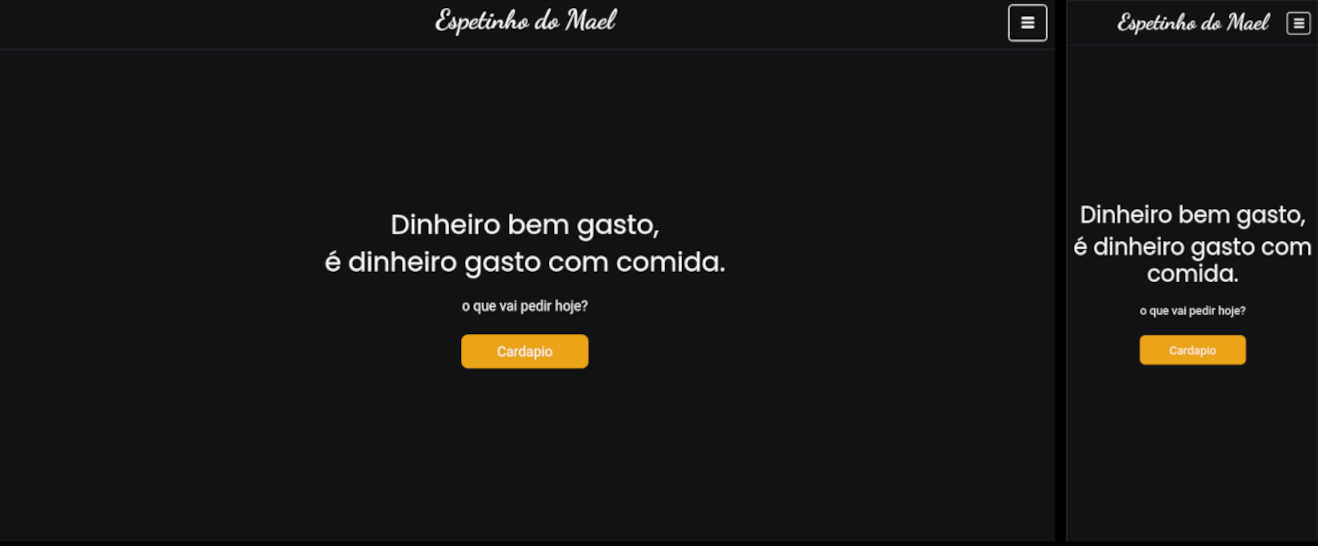 Espetinho do Mael
Dinheiro bem gasto,
é dinheiro gasto com comida.
o que vai pedir hoje?
Cardapio
Espetinho do Mael
Dinheiro bem gasto,
é dinheiro gasto com
comida.
o que vai pedir hoje?
Cardapio